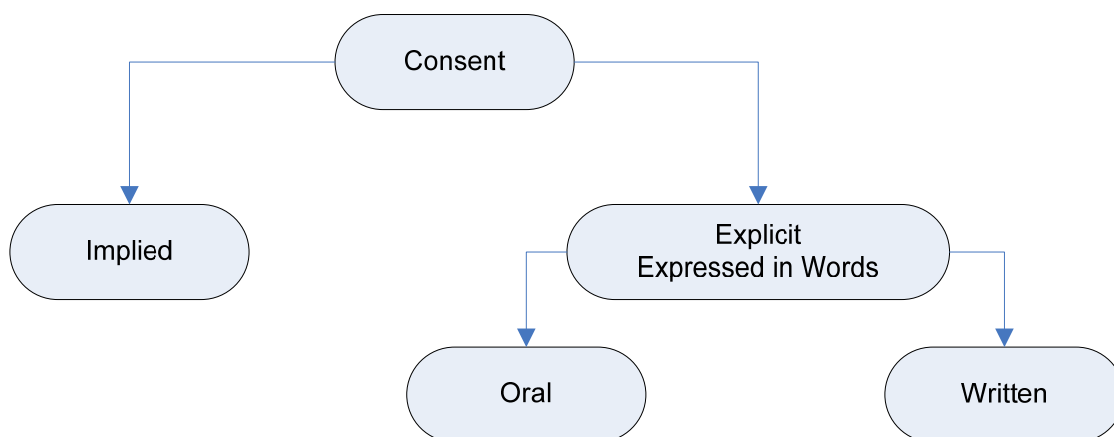 Consent
Implied
Explicit
Expressed in Words
Oral
Written